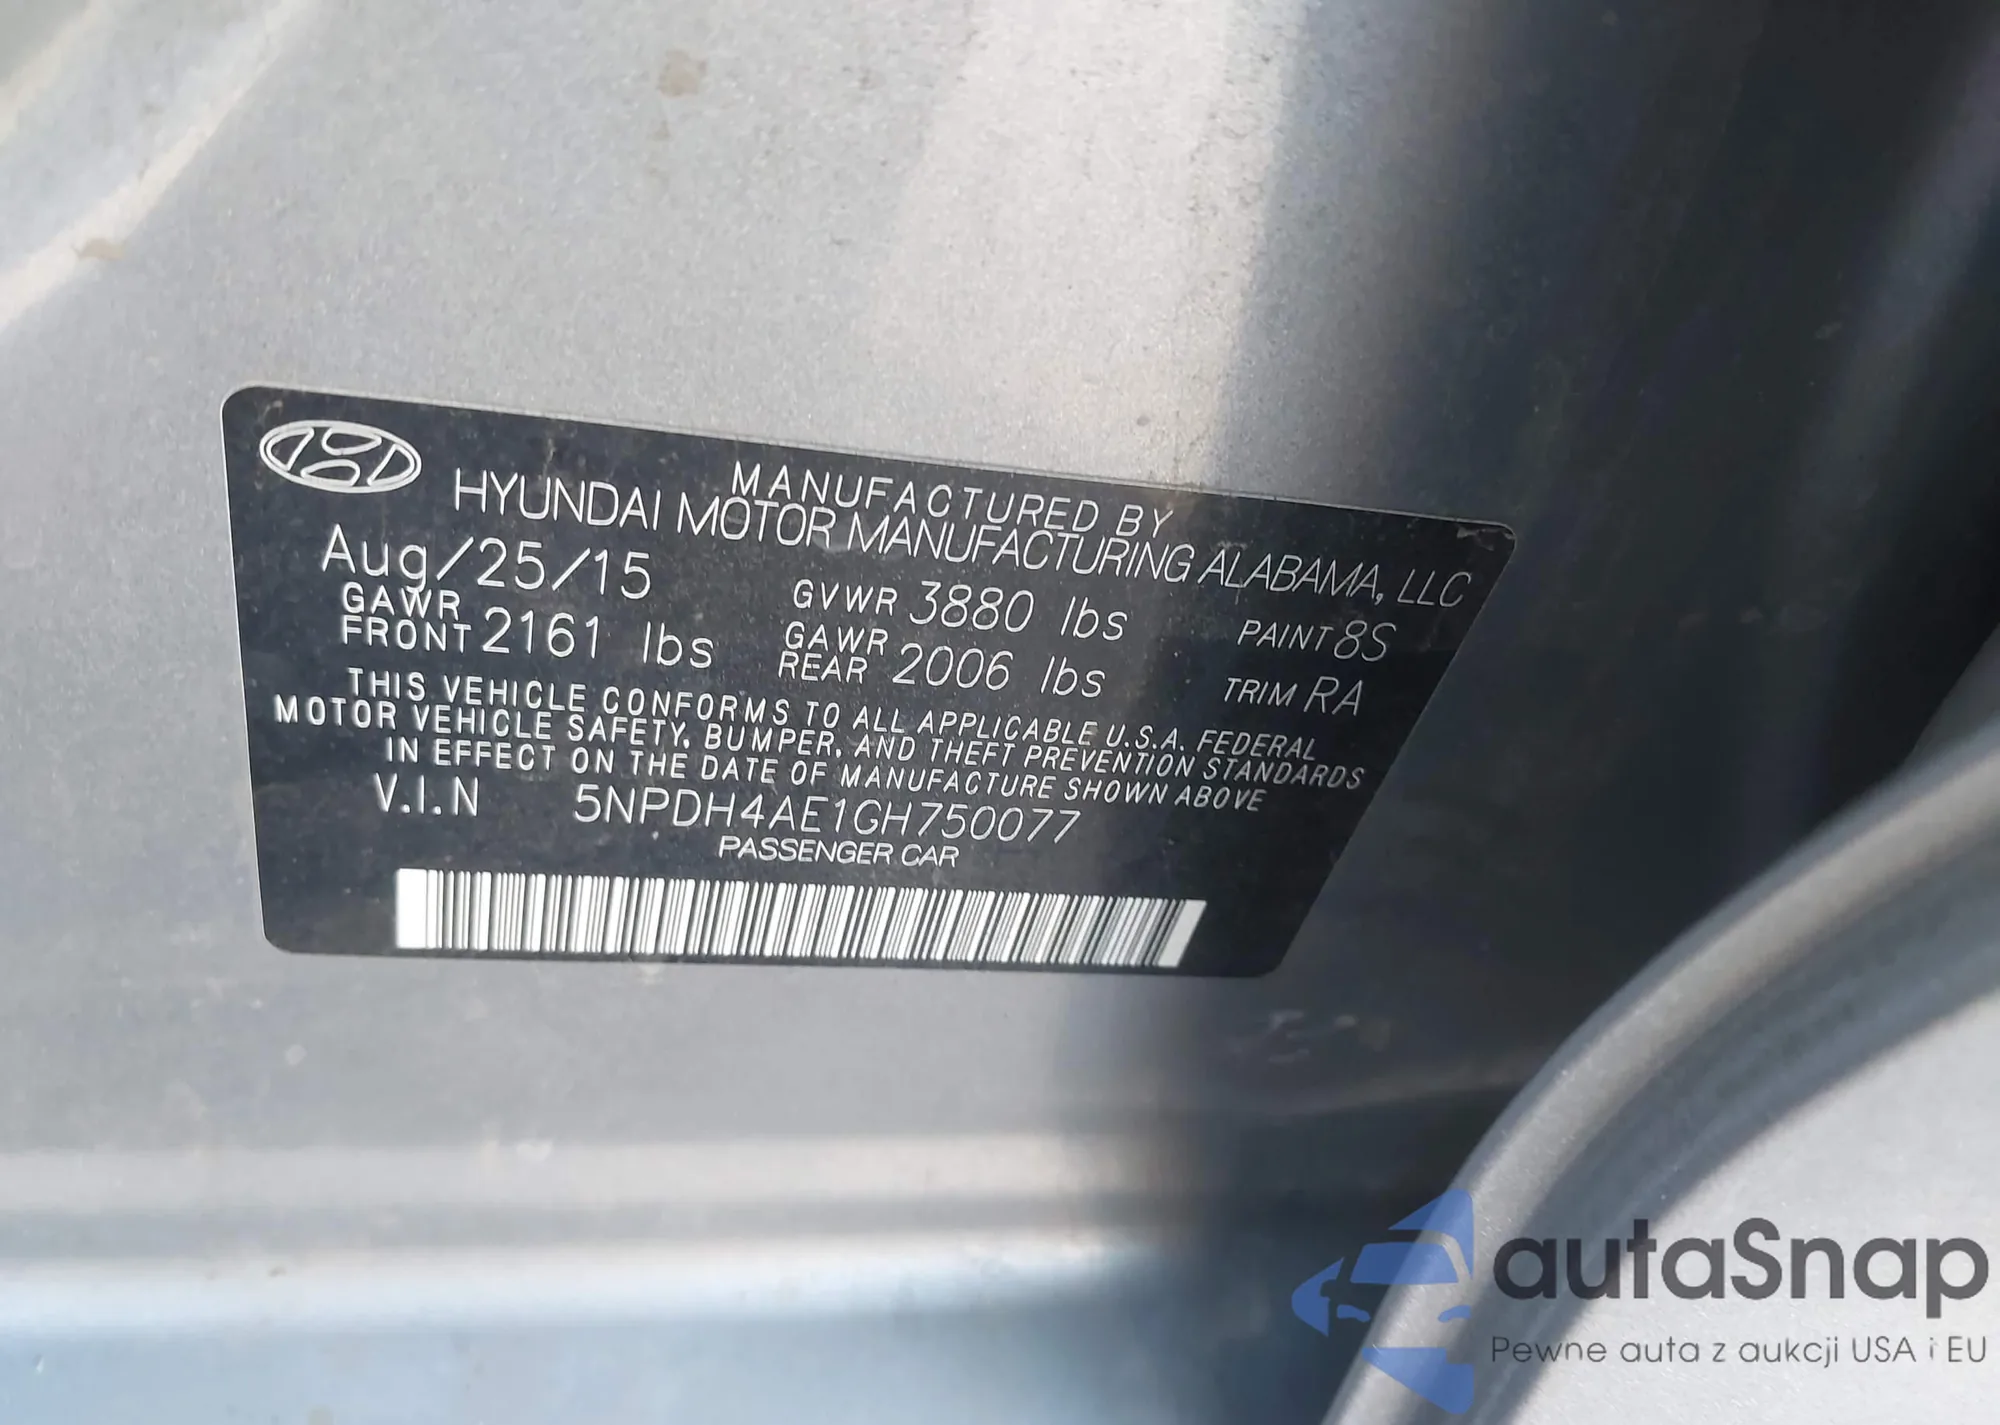 MANUFACTURED BY
HYUNDAI MOTOR MANUFACTURING ALABAMA, LLC
Aug/25/15 GVWR 3880 lbs PAINT 8S
GAWR FRONT 2161 lbs GAWR REAR 2006 lbs TRIM RA
THIS VEHICLE CONFORMS TO ALL APPLICABLE U.S.A. FEDERAL
MOTOR VEHICLE SAFETY, BUMPER, AND THEFT PREVENTION STANDARDS
IN EFFECT ON THE DATE OF MANUFACTURE SHOWN ABOVE
V.I.N 5NPDH4AE1GH750077
PASSENGER CAR
autaSnap
Pewne auta z aukcji USA i EU